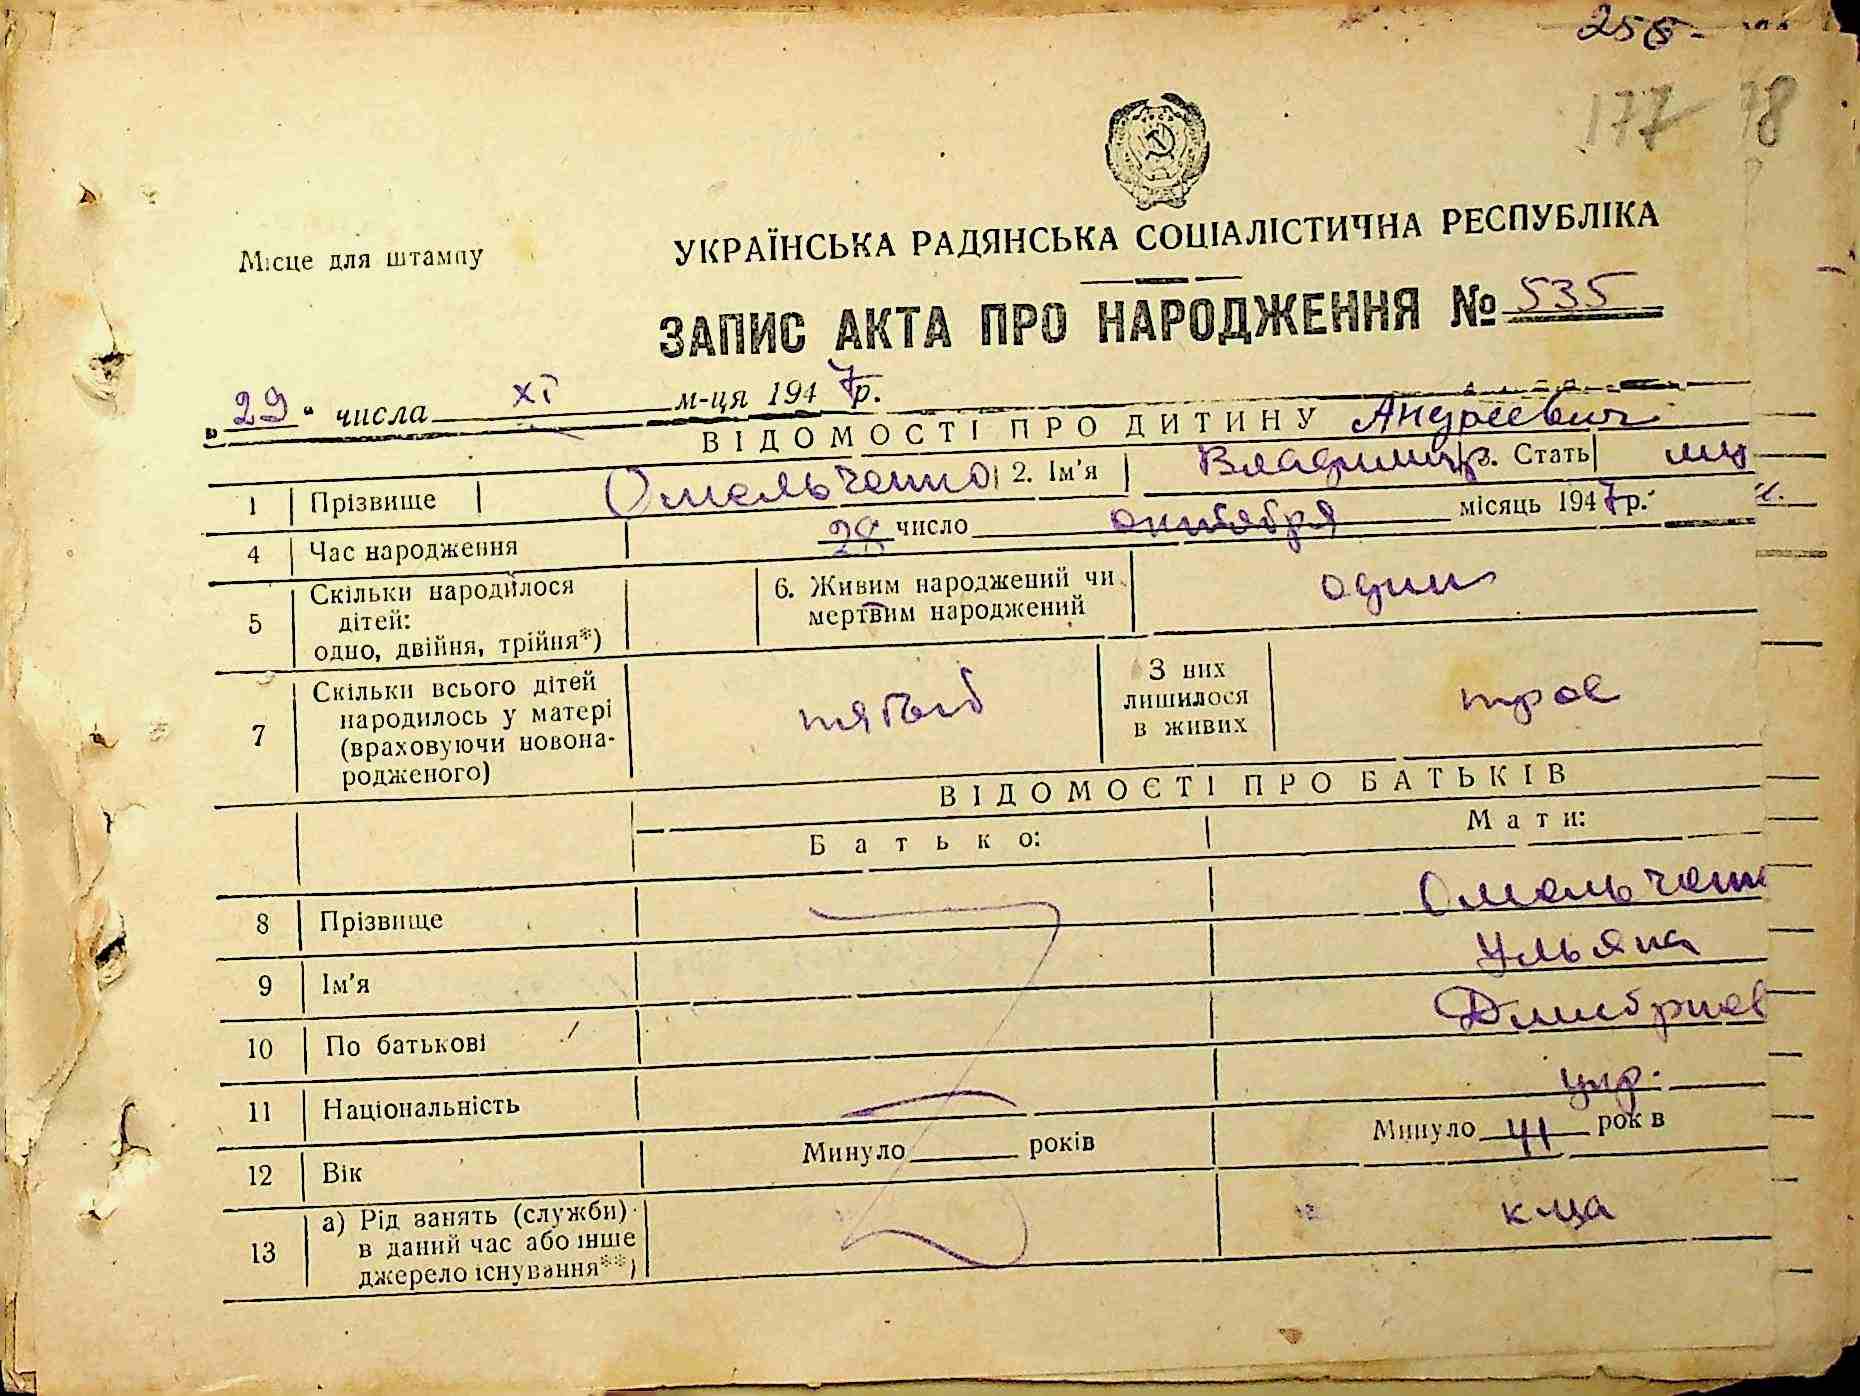 255-
177 78
Місце для штампу
УКРАЇНСЬКА РАДЯНСЬКА СОЦІАЛІСТИЧНА РЕСПУБЛІКА
ЗАПИС АКТА ПРО НАРОДЖЕННЯ № 535
„29“ числа XI м-ця 1947р.
ВІДОМОСТІ ПРО ДИТИНУ Андреевич
1 Прізвище Омельченко 2. Ім'я Владимир 3. Стать муж.
4 Час народження 28 число октября місяць 1947р.
5 Скільки народилося дітей: одно, двійня, трійня*) 6. Живим народжений чи мертвим народжений один
7 Скільки всього дітей народилось у матері (враховуючи новонародженого) пятый З них лишилося в живих трое
ВІДОМОСТІ ПРО БАТЬКІВ
Батько: Мати:
8 Прізвище Омельчен
9 Ім'я Ульяна
10 По батькові Дмитриев
11 Національність укр.
12 Вік Минуло років Минуло 41 рок в
13 а) Рід занять (служби) в даний час або інше джерело існування**) к-ца